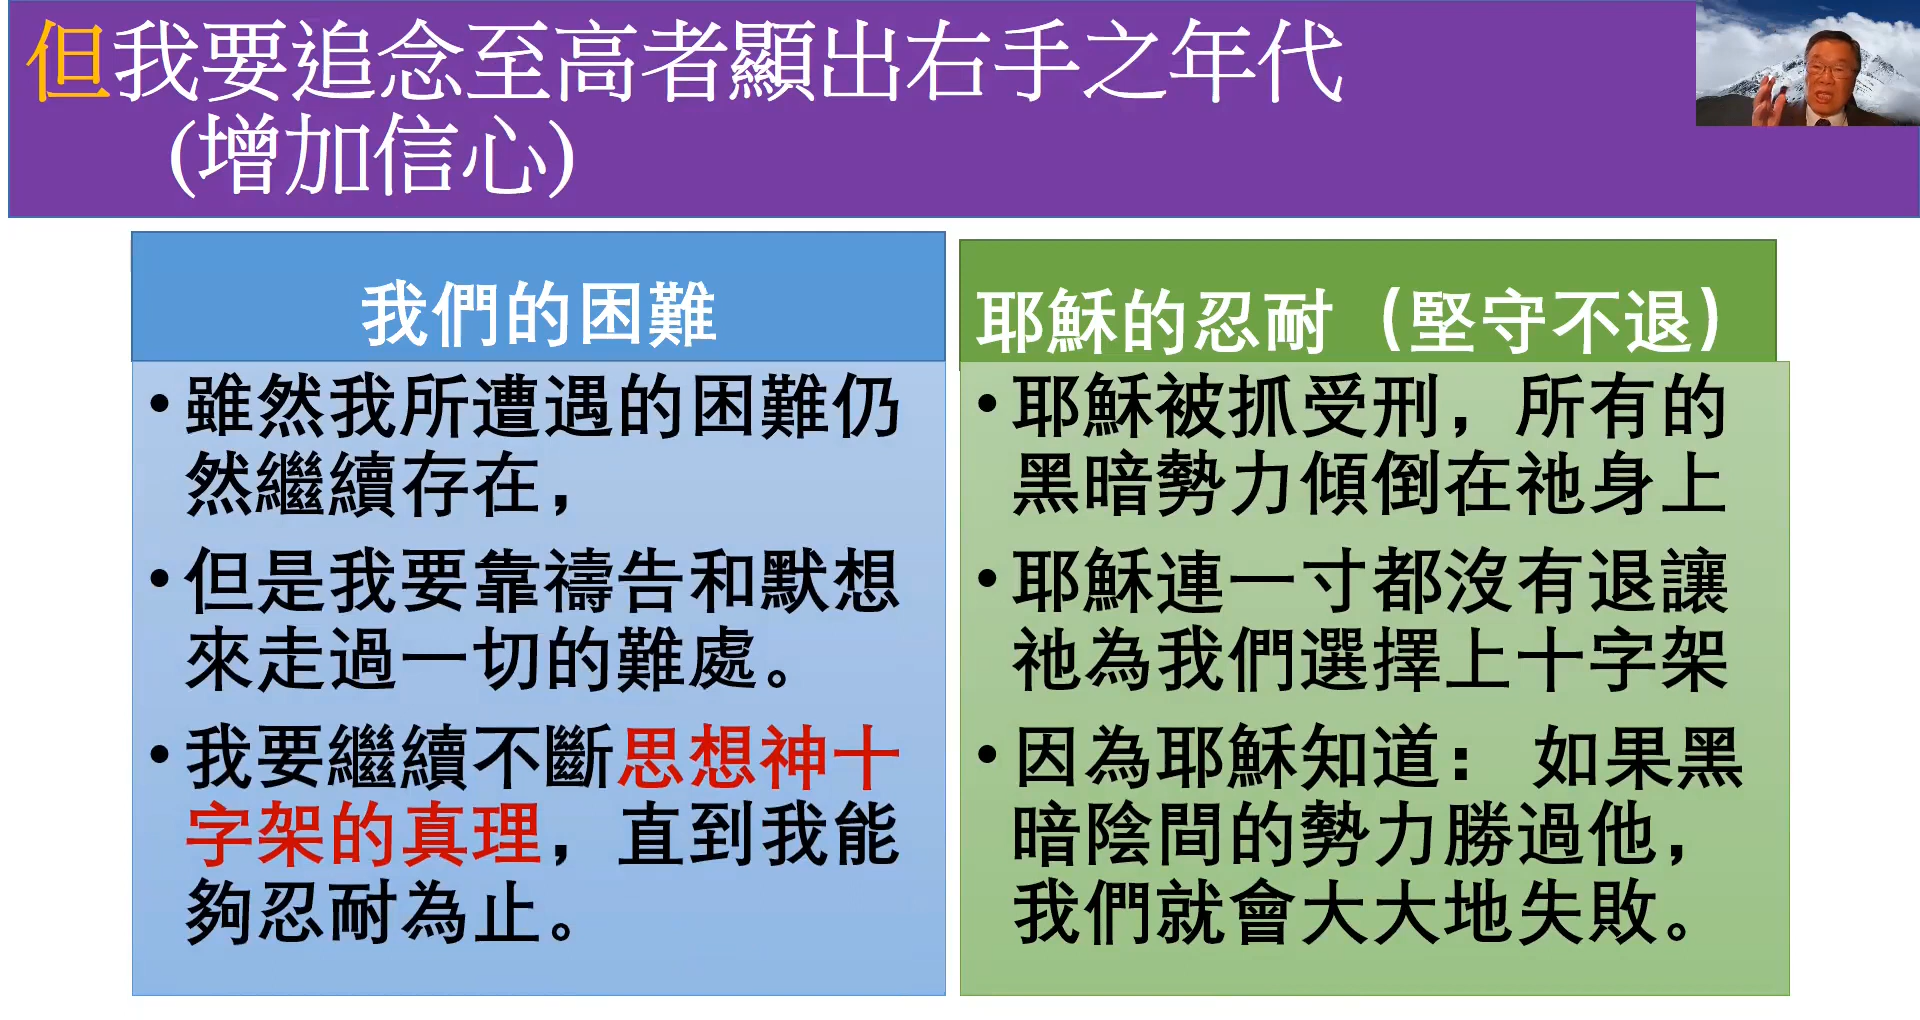 但我要追念至高者顯出右手之年代
(增加信心)
我們的困難
• 雖然我所遭遇的困難仍
然繼續存在，
• 但是我要靠禱告和默想
來走過一切的難處。
• 我要繼續不斷思想神十
字架的真理，直到我能
夠忍耐為止。
耶穌的忍耐（堅守不退）
• 耶穌被抓受刑，所有的
黑暗勢力傾倒在祂身上
• 耶穌連一寸都沒有退讓
祂為我們選擇上十字架
• 因為耶穌知道： 如果黑
暗陰間的勢力勝過他，
我們就會大大地失敗。